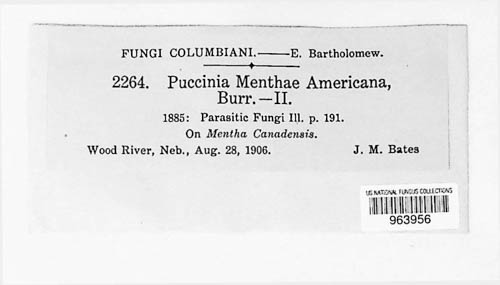 FUNGI COLUMBIANI.——E. Bartholomew.
2264. Puccinia Menthae Americana,
Burr.—II.
1885: Parasitic Fungi Ill. p. 191.
On Mentha Canadensis.
Wood River, Neb., Aug. 28, 1906. J. M. Bates
US NATIONAL FUNGUS COLLECTIONS
963956